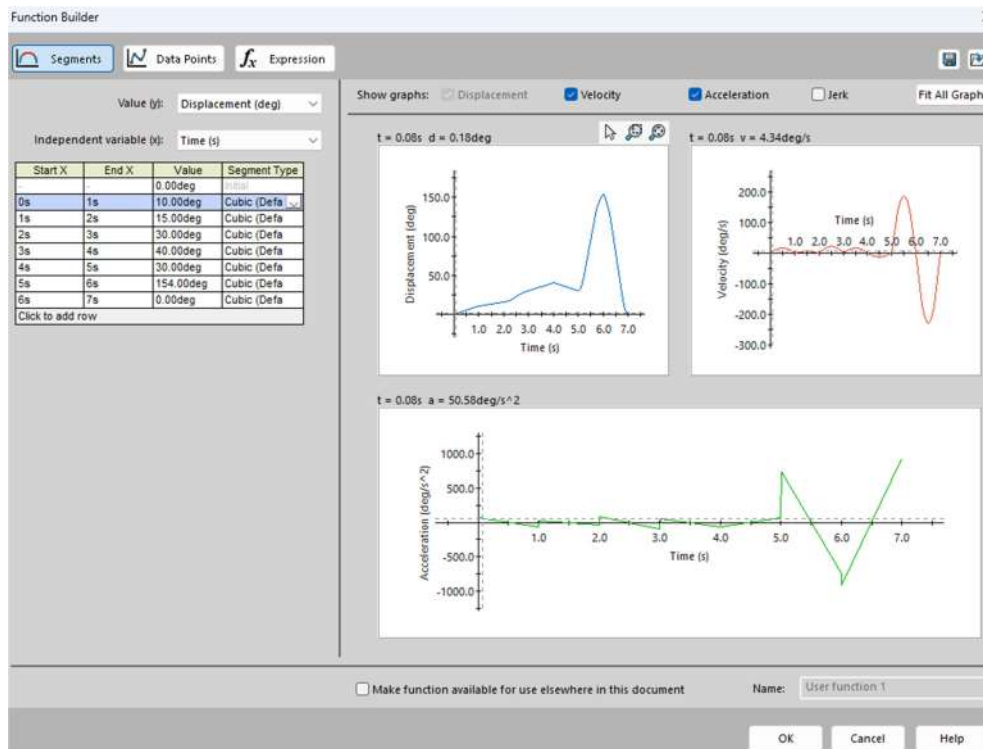 Function Builder
Segments Data Points fx Expression
Value (y): Displacement (deg)
Independent variable (x): Time (s)
Start X End X Value Segment Type
- - 0.00deg Initial
0s 1s 10.00deg Cubic (Defa
1s 2s 15.00deg Cubic (Defa
2s 3s 30.00deg Cubic (Defa
3s 4s 40.00deg Cubic (Defa
4s 5s 30.00deg Cubic (Defa
5s 6s 154.00deg Cubic (Defa
6s 7s 0.00deg Cubic (Defa
Click to add row
Show graphs: Displacement Velocity Acceleration Jerk Fit All Graph
t = 0.08s d = 0.18deg
150.0
100.0
50.0
Displacement (deg)
1.0 2.0 3.0 4.0 5.0 6.0 7.0
Time (s)
t = 0.08s v = 4.34deg/s
200.0
100.0
Time (s)
1.0 2.0 3.0 4.0 5.0 6.0 7.0
-100.0
-200.0
-300.0
Velocity (deg/s)
t = 0.08s a = 50.58deg/s^2
1000.0
500.0
1.0 2.0 3.0 4.0 5.0 6.0 7.0
Time (s)
-500.0
-1000.0
Acceleration (deg/s^2)
Make function available for use elsewhere in this document
Name: User function 1
OK Cancel Help